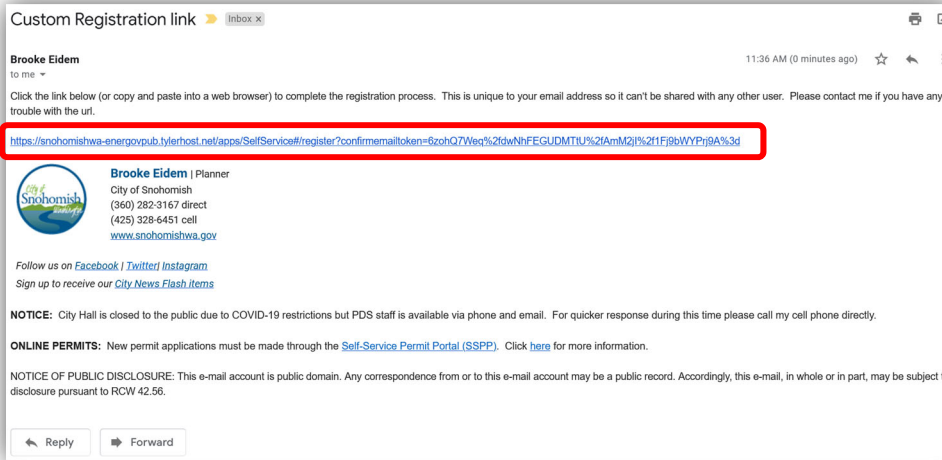 Custom Registration link Inbox x
Brooke Eidem
11:36 AM (0 minutes ago)
to me
Click the link below (or copy and paste into a web browser) to complete the registration process. This is unique to your email address so it can't be shared with any other user. Please contact me if you have any
trouble with the url.
https://snohomishwa-energovpub.tylerhost.net/apps/SelfService#/register?confirmemailtoken=6zohQ7Weq%2fdwNhFEGUDMTtU%2fAmM2jI%2f1Fj9bWYPrj9A%3d
City of
Snohomish
Washington
Brooke Eidem | Planner
City of Snohomish
(360) 282-3167 direct
(425) 328-6451 cell
www.snohomishwa.gov
Follow us on Facebook | Twitter| Instagram
Sign up to receive our City News Flash items
NOTICE: City Hall is closed to the public due to COVID-19 restrictions but PDS staff is available via phone and email. For quicker response during this time please call my cell phone directly.
ONLINE PERMITS: New permit applications must be made through the Self-Service Permit Portal (SSPP). Click here for more information.
NOTICE OF PUBLIC DISCLOSURE: This e-mail account is public domain. Any correspondence from or to this e-mail account may be a public record. Accordingly, this e-mail, in whole or in part, may be subject
disclosure pursuant to RCW 42.56.
Reply
Forward